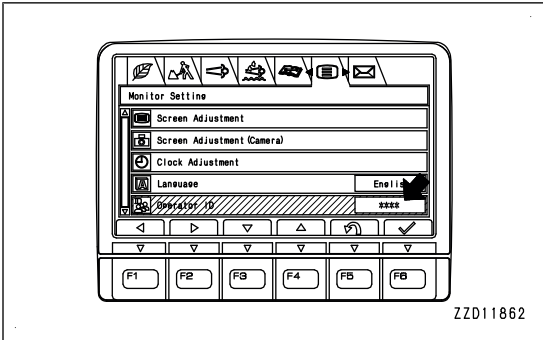 Monitor Setting
Screen Adjustment
Screen Adjustment (Camera)
Clock Adjustment
Language
Operator ID ****
F1 F2 F3 F4 F5 F6
ZZD11862